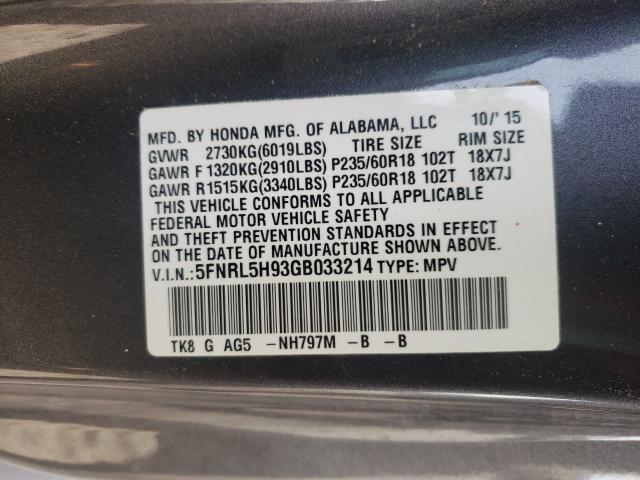 MFD. BY HONDA MFG. OF ALABAMA, LLC 10/'15
GVWR 2730KG(6019LBS) TIRE SIZE RIM SIZE
GAWR F1320KG(2910LBS) P235/60R18 102T 18X7J
GAWR R1515KG(3340LBS) P235/60R18 102T 18X7J
THIS VEHICLE CONFORMS TO ALL APPLICABLE
FEDERAL MOTOR VEHICLE SAFETY
AND THEFT PREVENTION STANDARDS IN EFFECT
ON THE DATE OF MANUFACTURE SHOWN ABOVE.
V.I.N.: 5FNRL5H93GB033214 TYPE: MPV
TK8 G AG5 -NH797M -B -B